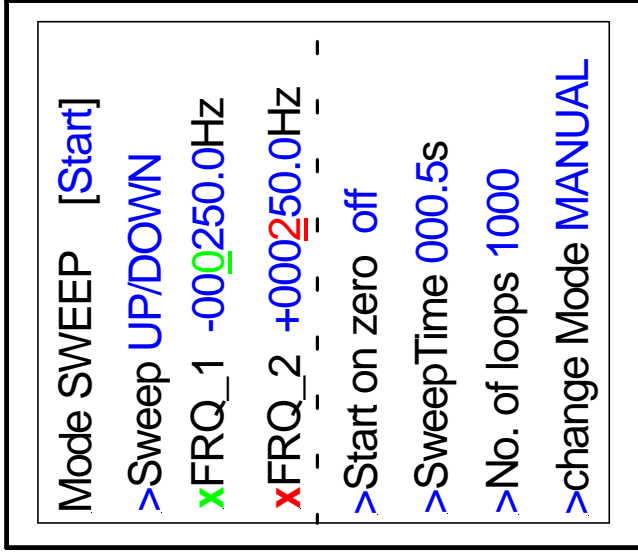 Mode SWEEP [Start]
>Sweep UP/DOWN
xFRQ_1 -000250.0Hz
xFRQ_2 +000250.0Hz
>Start on zero off
>SweepTime 000.5s
>No. of loops 1000
>change Mode MANUAL